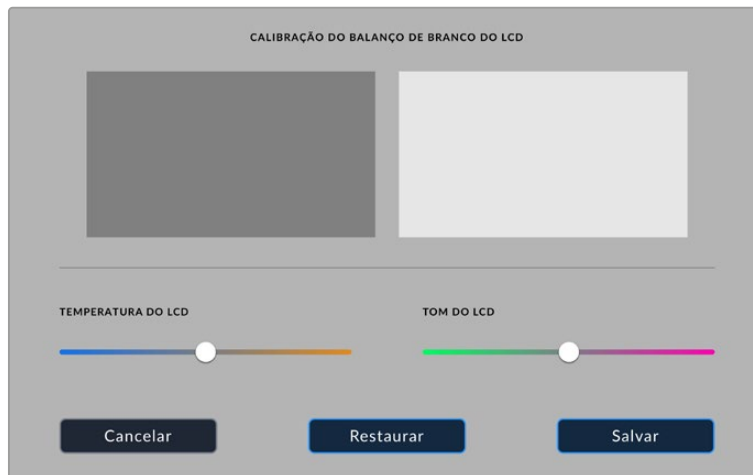 CALIBRAÇÃO DO BALANÇO DE BRANCO DO LCD
TEMPERATURA DO LCD
TOM DO LCD
Cancelar
Restaurar
Salvar